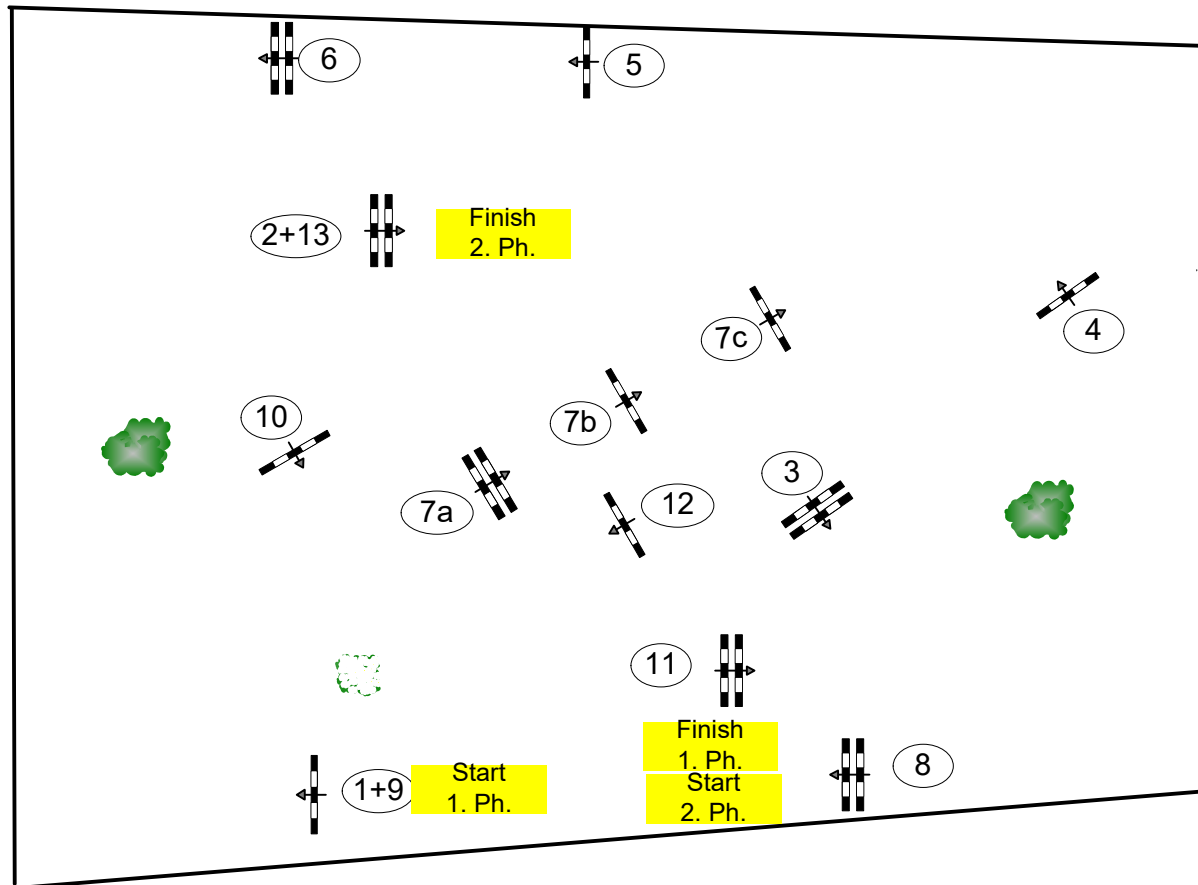 6
5
2+13
Finish
2. Ph.
7c
4
10
7b
3
7a
12
11
Finish
1. Ph.
1+9
Start
1. Ph.
Start
2. Ph.
8